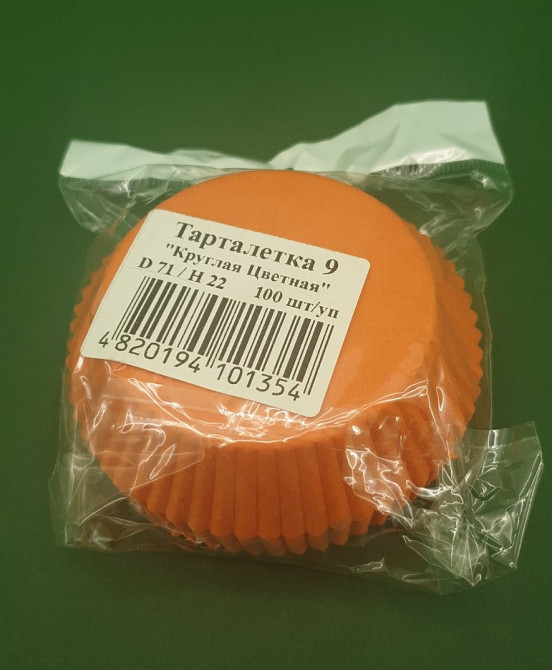 Тарталетка 9
"Круглая Цветная"
D 71 / H 22 100 шт/уп
4 820194 101354